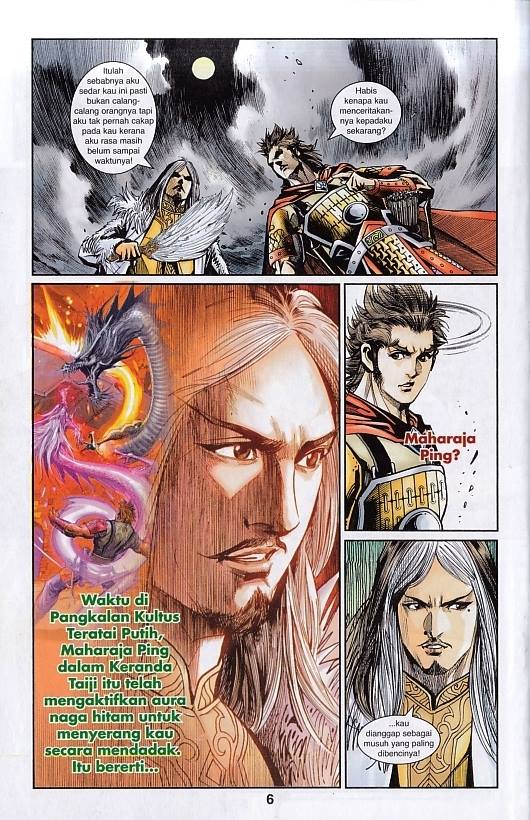 Itulah
sebabnya aku
sedar kau ini pasti
bukan calang-
calang orangnya tapi
aku tak pernah cakap
pada kau kerana
aku rasa masih
belum sampai
waktunya!
Habis
kenapa kau
menceritakan-
nya kepadaku
sekarang?
Waktu di
Pangkalan Kultus
Teratai Putih,
Maharaja Ping
dalam Keranda
Taiji itu telah
mengaktifkan aura
naga hitam untuk
menyerang kau
secara mendadak.
Itu bererti...
Maharaja
Ping?
...kau
dianggap sebagai
musuh yang paling
dibencinya!
6